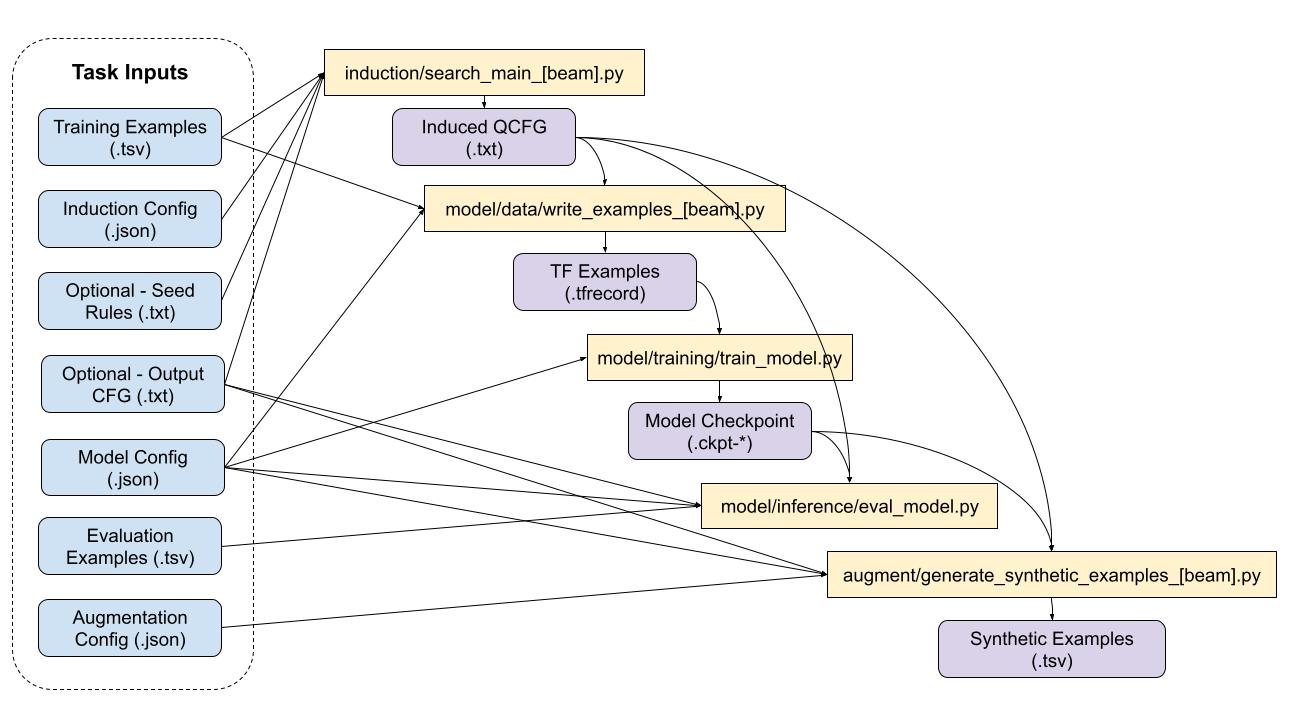 Task Inputs
Training Examples
(.tsv)
Induction Config
(.json)
Optional - Seed
Rules (.txt)
Optional - Output
CFG (.txt)
Model Config
(.json)
Evaluation
Examples (.tsv)
Augmentation
Config (.json)
induction/search_main_[beam].py
Induced QCFG
(.txt)
model/data/write_examples_[beam].py
TF Examples
(.tfrecord)
model/training/train_model.py
Model Checkpoint
(.ckpt-*)
model/inference/eval_model.py
augment/generate_synthetic_examples_[beam].py
Synthetic Examples
(.tsv)